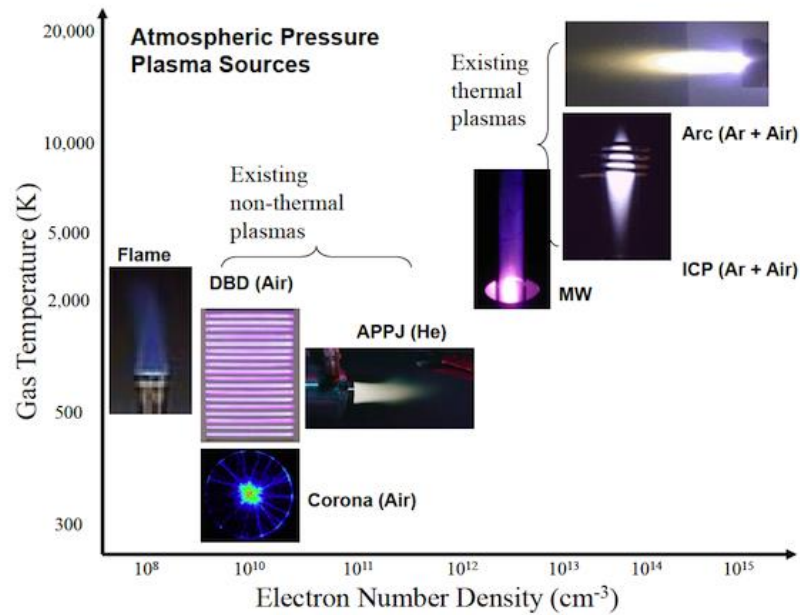 Atmospheric Pressure
Plasma Sources
20,000
10,000
5,000
2,000
500
300
Gas Temperature (K)
Existing
thermal
plasmas
Arc (Ar + Air)
Existing
non-thermal
plasmas
Flame
DBD (Air)
ICP (Ar + Air)
MW
APPJ (He)
Corona (Air)
10⁸
10¹⁰
10¹¹
10¹²
10¹³
10¹⁴
10¹⁵
Electron Number Density (cm⁻³)